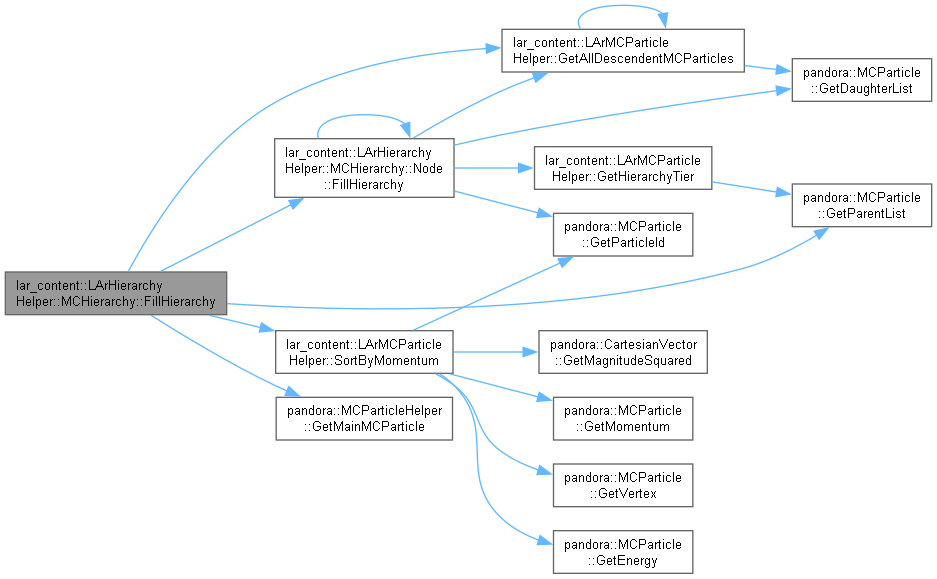 lar_content::LArMCParticle
Helper::GetAllDescendentMCParticles
pandora::MCParticle
::GetDaughterList
lar_content::LArHierarchy
Helper::MCHierarchy::Node
::FillHierarchy
lar_content::LArMCParticle
Helper::GetHierarchyTier
pandora::MCParticle
::GetParentList
pandora::MCParticle
::GetParticleId
lar_content::LArHierarchy
Helper::MCHierarchy::FillHierarchy
lar_content::LArMCParticle
Helper::SortByMomentum
pandora::CartesianVector
::GetMagnitudeSquared
pandora::MCParticleHelper
::GetMainMCParticle
pandora::MCParticle
::GetMomentum
pandora::MCParticle
::GetVertex
pandora::MCParticle
::GetEnergy